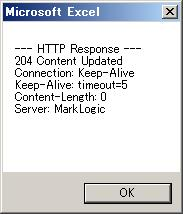 Microsoft Excel
--- HTTP Response ---
204 Content Updated
Connection: Keep-Alive
Keep-Alive: timeout=5
Content-Length: 0
Server: MarkLogic
OK